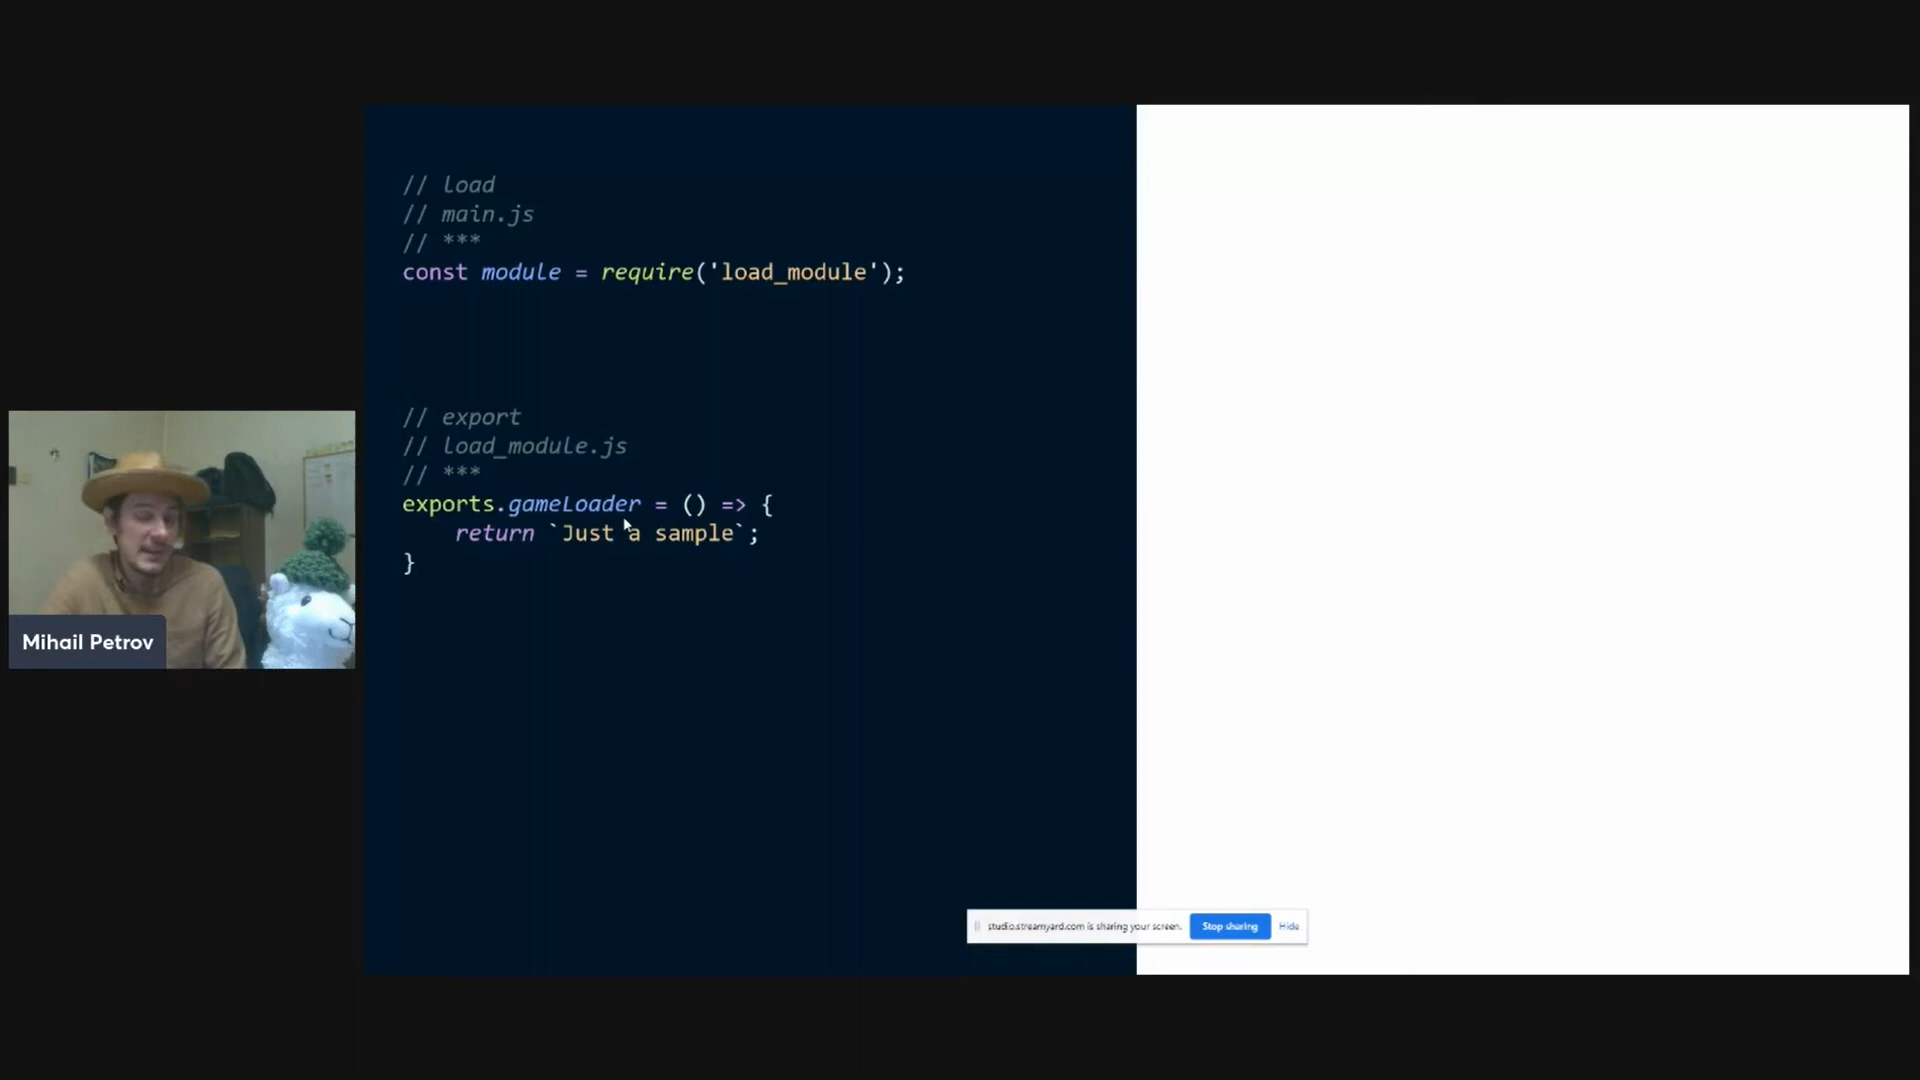 // load
// main.js
// ***
const module = require('load_module');
// export
// load_module.js
// ***
exports.gameLoader = () => {
return `Just a sample`;
}
Mihail Petrov
studio.streamyard.com is sharing your screen. Stop sharing Hide